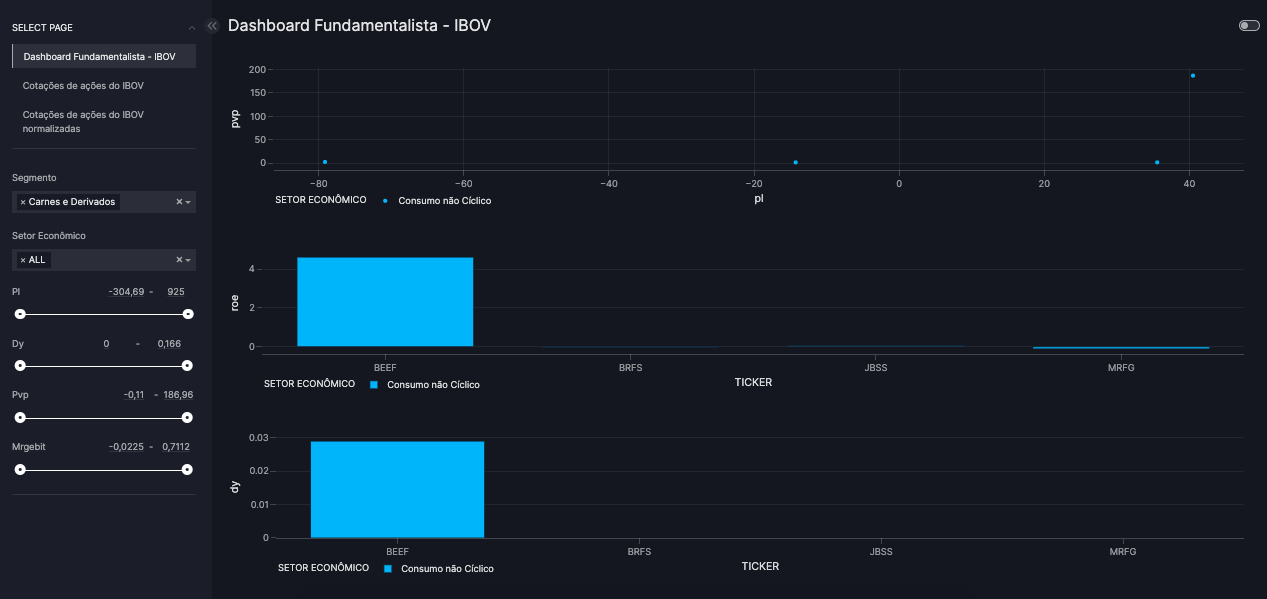 SELECT PAGE
Dashboard Fundamentalista - IBOV
Cotações de ações do IBOV
Cotações de ações do IBOV
normalizadas
Segmento
× Carnes e Derivados
Setor Econômico
× ALL
Pl
-304,69 - 925
Dy
0 - 0,166
Pvp
-0,11 - 186,96
Mrgebit
-0,0225 - 0,7112
Dashboard Fundamentalista - IBOV
pvp
200
150
100
50
0
−80 −60 −40 −20 0 20 40
pl
SETOR ECONÔMICO Consumo não Cíclico
roe
4
2
0
BEEF BRFS JBSS MRFG
TICKER
SETOR ECONÔMICO Consumo não Cíclico
dy
0.03
0.02
0.01
0
BEEF BRFS JBSS MRFG
TICKER
SETOR ECONÔMICO Consumo não Cíclico